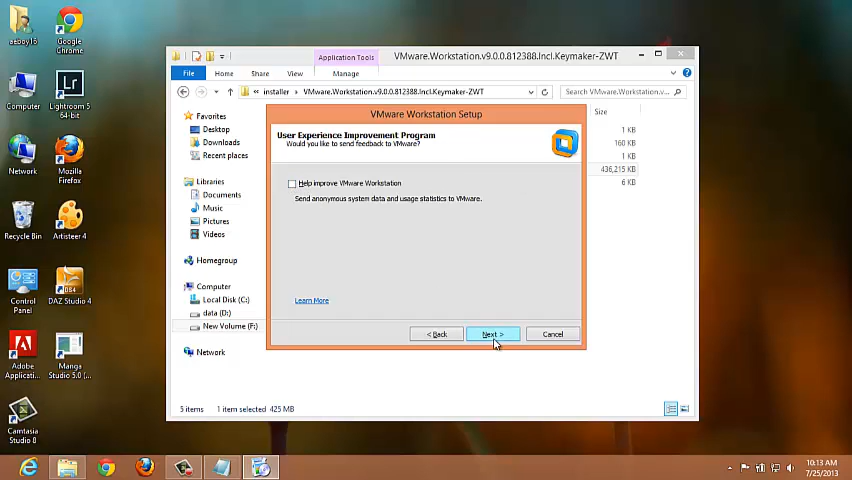 aeboy16
Google
Chrome
Computer
Lightroom 5
64-bit
Network
Mozilla
Firefox
Recycle Bin
Artisteer 4
Control
Panel
DAZ Studio 4
Adobe
Applicati...
Manga
Studio 5.0 (...
Camtasia
Studio 8
Application Tools
VMware.Workstation.v9.0.0.812388.Incl.Keymaker-ZWT
File
Home
Share
View
Manage
« installer
VMware.Workstation.v9.0.0.812388.Incl.Keymaker-ZWT
Search VMware.Workstation.v...
Favorites
Desktop
Downloads
Recent places
Libraries
Documents
Music
Pictures
Videos
Homegroup
Computer
Local Disk (C:)
data (D:)
New Volume (F:)
Network
Size
1 KB
160 KB
1 KB
436,215 KB
6 KB
VMware Workstation Setup
User Experience Improvement Program
Would you like to send feedback to VMware?
Help improve VMware Workstation
Send anonymous system data and usage statistics to VMware.
Learn More
< Back
Next >
Cancel
5 items
1 item selected 425 MB
10:13 AM
7/25/2013